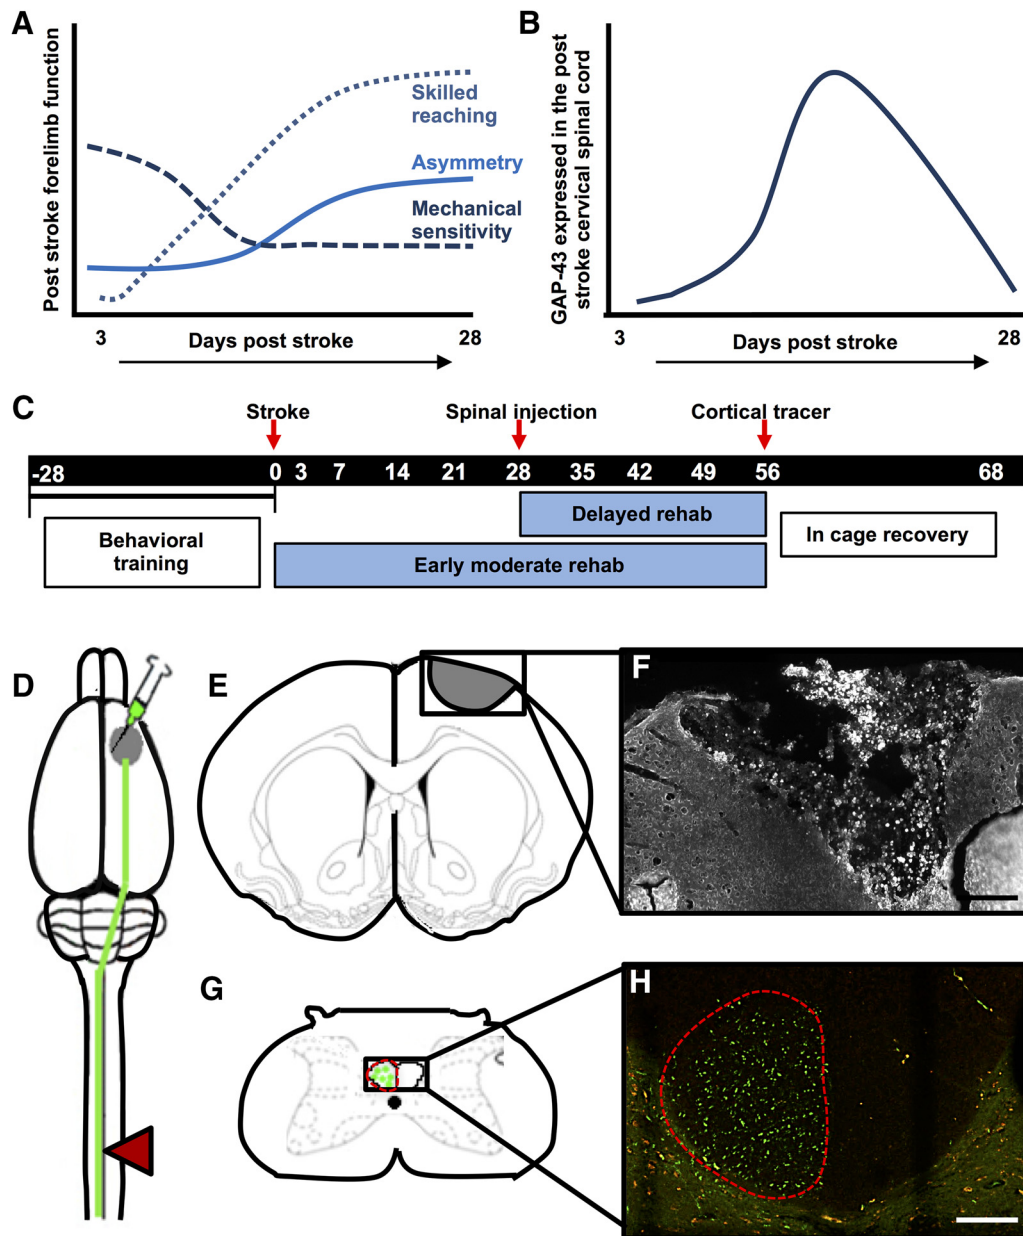 A
Post stroke forelimb function
Skilled
reaching
Asymmetry
Mechanical
sensitivity
3
28
Days post stroke
B
GAP-43 expressed in the post
stroke cervical spinal cord
3
28
Days post stroke
C
Stroke
Spinal injection
Cortical tracer
-28 0 3 7 14 21 28 35 42 49 56 68
Behavioral
training
Delayed rehab
Early moderate rehab
In cage recovery
D
E
F
G
H